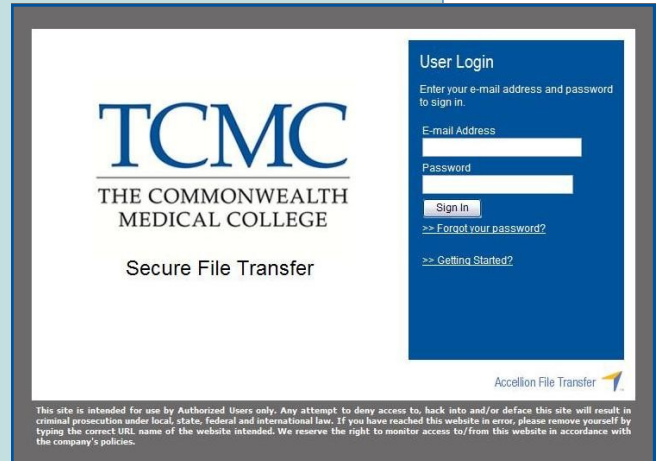 TCMC
THE COMMONWEALTH
MEDICAL COLLEGE
Secure File Transfer
User Login
Enter your e-mail address and password
to sign in.
E-mail Address
Password
Sign In
>> Forgot your password?
>> Getting Started?
Accellion File Transfer
This site is intended for use by Authorized Users only. Any attempt to deny access to, hack into and/or deface this site will result in
criminal prosecution under local, state, federal and international law. If you have reached this website in error, please remove yourself by
typing the correct URL name of the website intended. We reserve the right to monitor access to/from this website in accordance with
the company's policies.